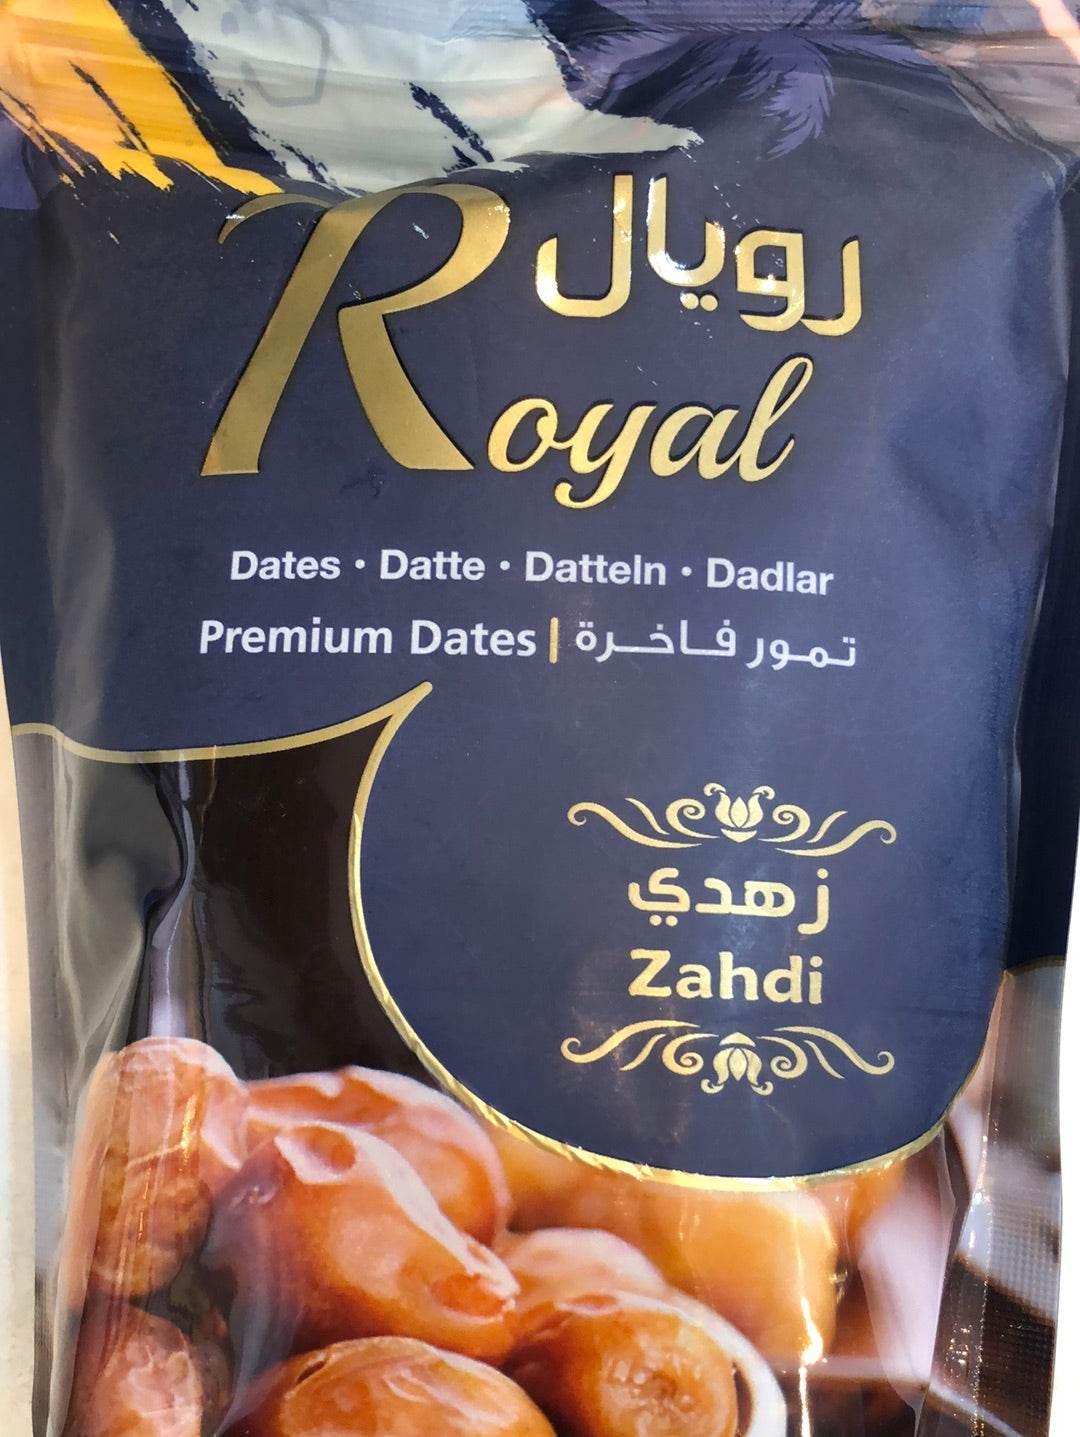 رويال
Royal
Dates • Datte • Datteln • Dadlar
Premium Dates | تمور فاخرة
زهدي
Zahdi